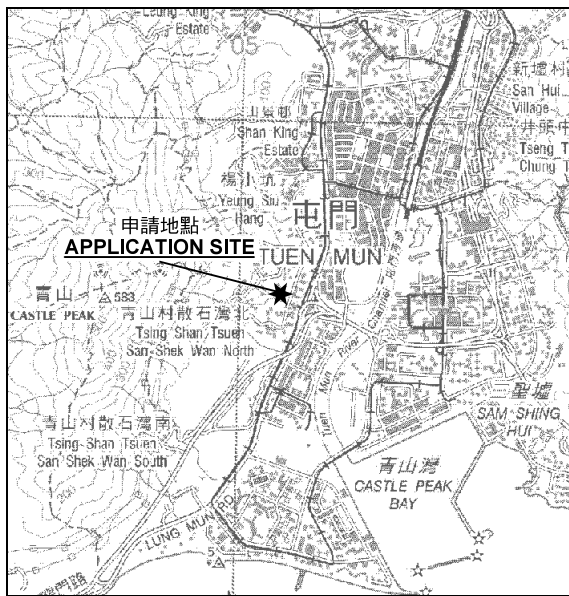 Leung King
Estate
05
新墟村
San Hui
Village
Tseng T
Chung T
山景邨
Shan King
Estate
楊小坑
Yeung Siu
Hang
屯門
申請地點
APPLICATION SITE
TUEN MUN
青山
583
CASTLE PEAK
青山村散石灣北
Tsing Shan Tsuen
San Shek Wan North
Tuen Mun River Channel
聖墟
SAM SHING
HUI
青山村散石灣南
Tsing Shan Tsuen
San Shek Wan South
青山灣
CASTLE PEAK
BAY
LUNG MUN RD
5
龍門路